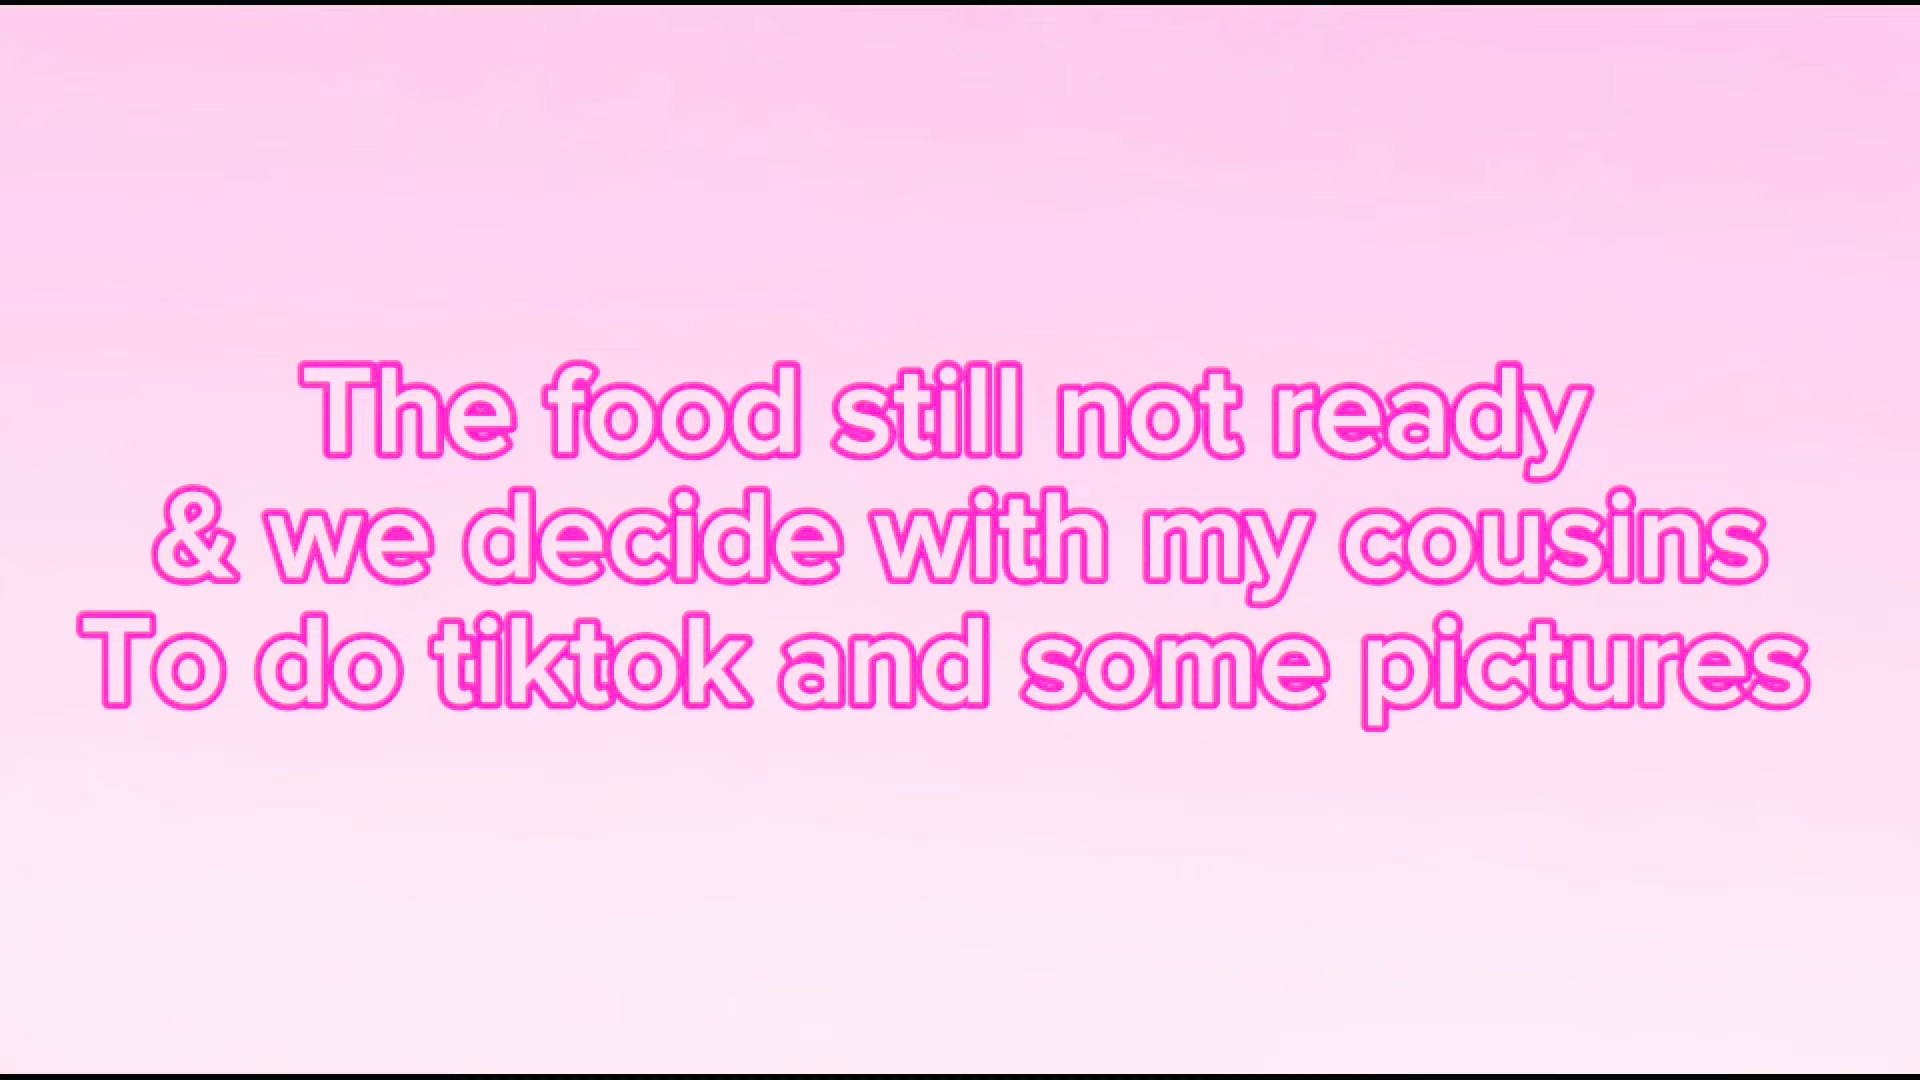 The food still not ready
& we decide with my cousins
To do tiktok and some pictures